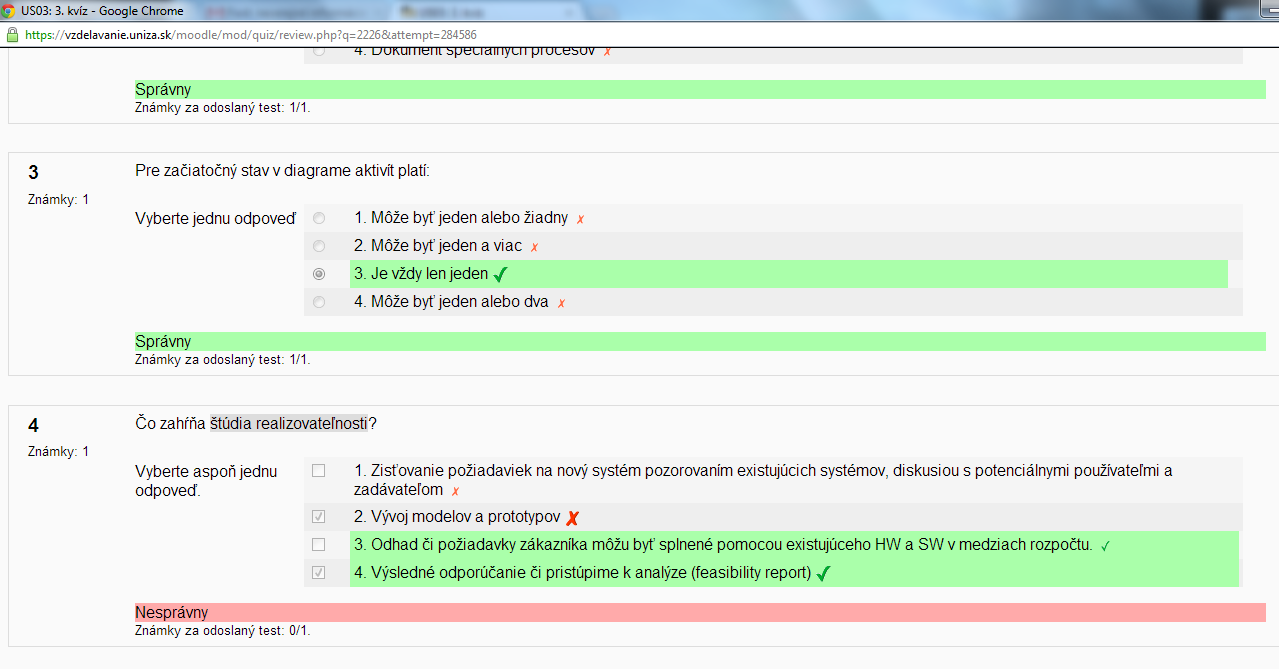 US03: 3. kvíz - Google Chrome
https://vzdelavanie.uniza.sk/moodle/mod/quiz/review.php?q=2226&attempt=284586
4. Dokument špeciálnych procesov
Správny
Známky za odoslaný test: 1/1.
3
Pre začiatočný stav v diagrame aktivít platí:
Známky: 1
Vyberte jednu odpoveď
1. Môže byť jeden alebo žiadny
2. Môže byť jeden a viac
3. Je vždy len jeden
4. Môže byť jeden alebo dva
Správny
Známky za odoslaný test: 1/1.
4
Čo zahŕňa štúdia realizovateľnosti?
Známky: 1
Vyberte aspoň jednu
odpoveď.
1. Zisťovanie požiadaviek na nový systém pozorovaním existujúcich systémov, diskusiou s potenciálnymi používateľmi a
zadávateľom
2. Vývoj modelov a prototypov
3. Odhad či požiadavky zákazníka môžu byť splnené pomocou existujúceho HW a SW v medziach rozpočtu.
4. Výsledné odporúčanie či pristúpime k analýze (feasibility report)
Nesprávny
Známky za odoslaný test: 0/1.